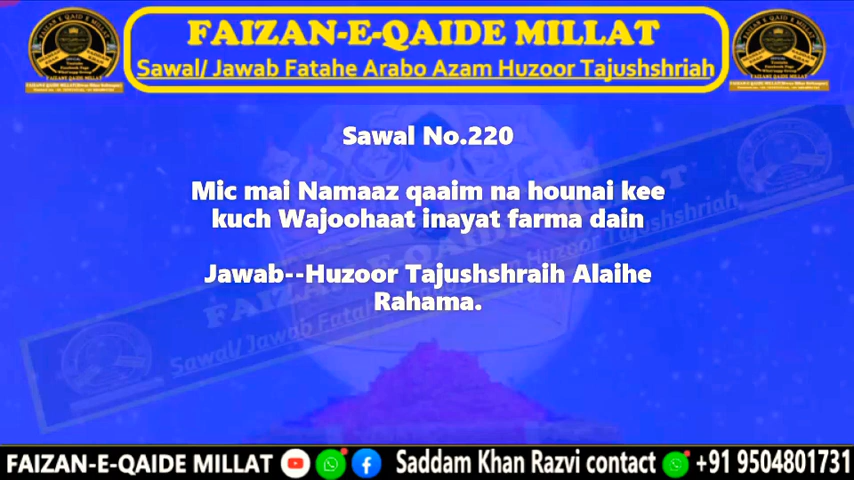 FAIZAN-E-QAIDE MILLAT
Sawal/ Jawab Fatahe Arabo Azam Huzoor Tajushshriah
Sawal No.220
Mic mai Namaaz qaaim na hounai kee
kuch Wajoohaat inayat farma dain
Jawab--Huzoor Tajushshraih Alaihe
Rahama.
FAIZAN-E-QAIDE MILLAT Saddam Khan Razvi contact +91 9504801731